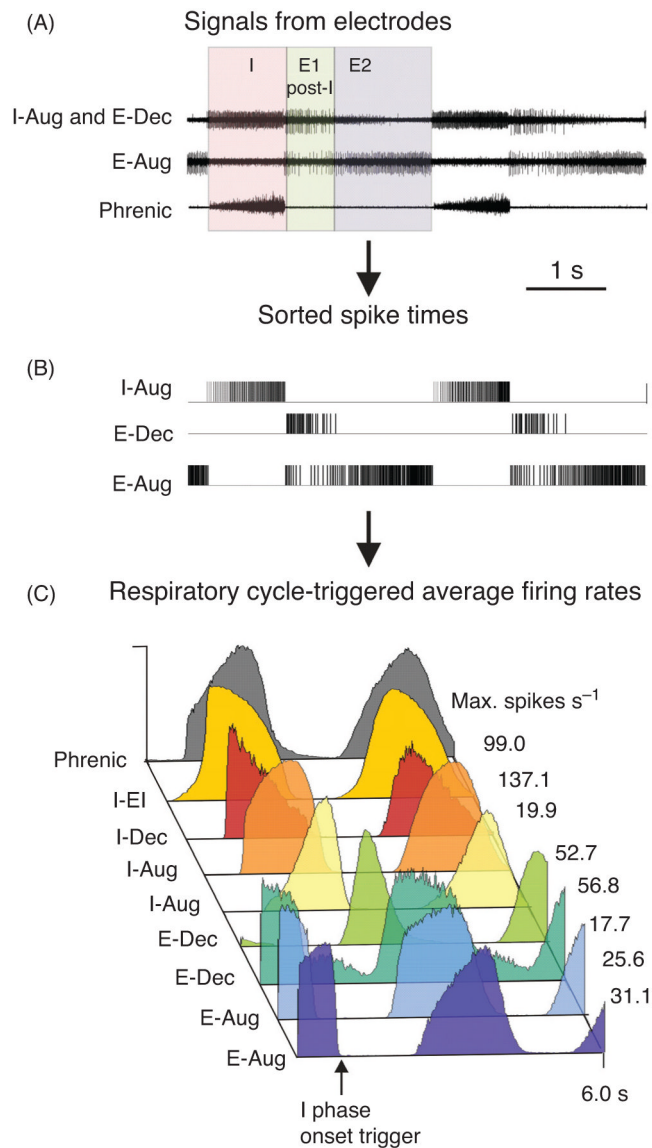 (A)
Signals from electrodes
I
E1
post-I
E2
I-Aug and E-Dec
E-Aug
Phrenic
1 s
Sorted spike times
(B)
I-Aug
E-Dec
E-Aug
(C)
Respiratory cycle-triggered average firing rates
Max. spikes s⁻¹
Phrenic
99.0
I-EI
137.1
I-Dec
19.9
I-Aug
52.7
I-Aug
56.8
E-Dec
17.7
E-Dec
25.6
E-Aug
31.1
E-Aug
6.0 s
I phase
onset trigger